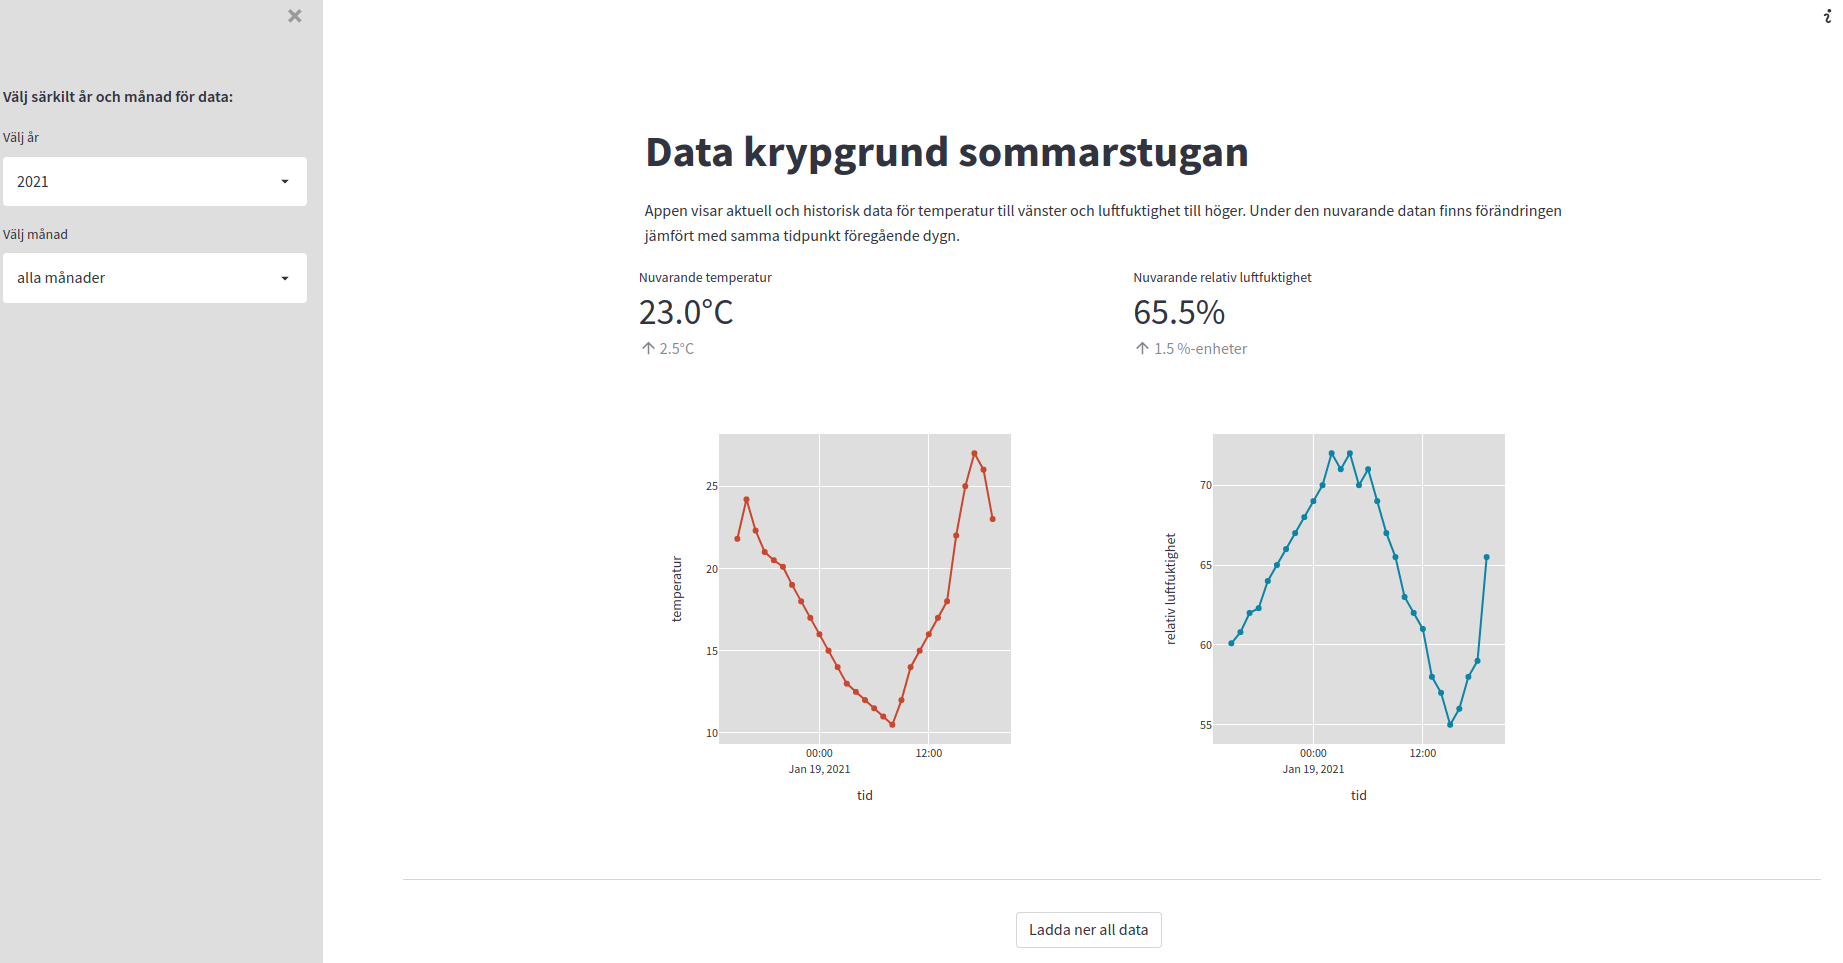 Välj särkilt år och månad för data:
Välj år
2021
Välj månad
alla månader
Data krypgrund sommarstugan
Appen visar aktuell och historisk data för temperatur till vänster och luftfuktighet till höger. Under den nuvarande datan finns förändringen
jämfört med samma tidpunkt föregående dygn.
Nuvarande temperatur
23.0°C
↑ 2.5°C
Nuvarande relativ luftfuktighet
65.5%
↑ 1.5 %-enheter
temperatur
25
20
15
10
00:00
12:00
Jan 19, 2021
tid
relativ luftfuktighet
70
65
60
55
00:00
12:00
Jan 19, 2021
tid
Ladda ner all data